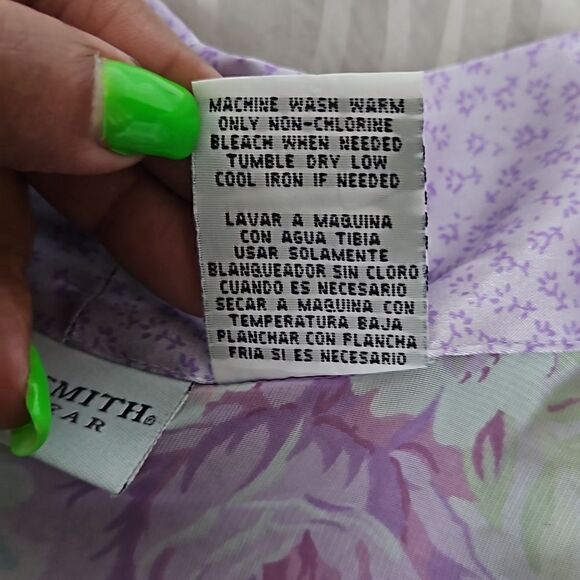 MACHINE WASH WARM
ONLY NON-CHLORINE
BLEACH WHEN NEEDED
TUMBLE DRY LOW
COOL IRON IF NEEDED
LAVAR A MAQUINA
CON AGUA TIBIA
USAR SOLAMENTE
BLANQUEADOR SIN CLORO
CUANDO ES NECESARIO
SECAR A MAQUINA CON
TEMPERATURA BAJA
PLANCHAR CON PLANCHA
FRIA SI ES NECESARIO
SMITH®
EAR